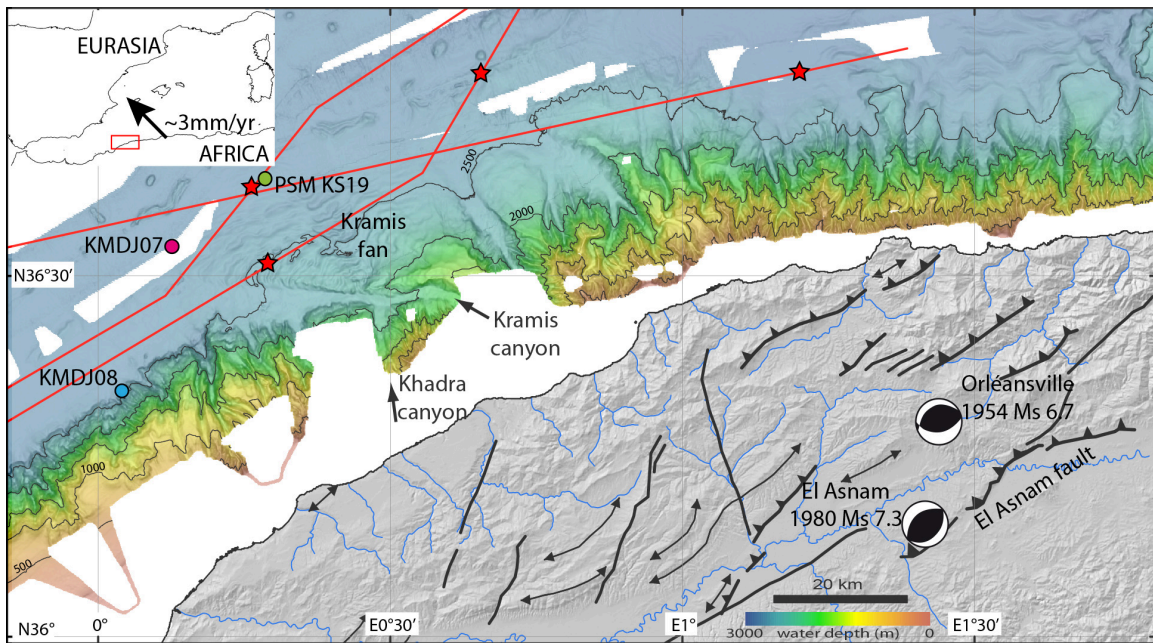 EURASIA
~3mm/yr
AFRICA
2500
PSM KS19
2000
Kramis
fan
KMDJ07
N36°30'
Kramis
canyon
KMDJ08
Khadra
canyon
Orléansville
1954 Ms 6.7
1000
El Asnam
1980 Ms 7.3
El Asnam fault
500
20 km
3000 water depth (m) 0
N36°
0°
E0°30'
E1°
E1°30'